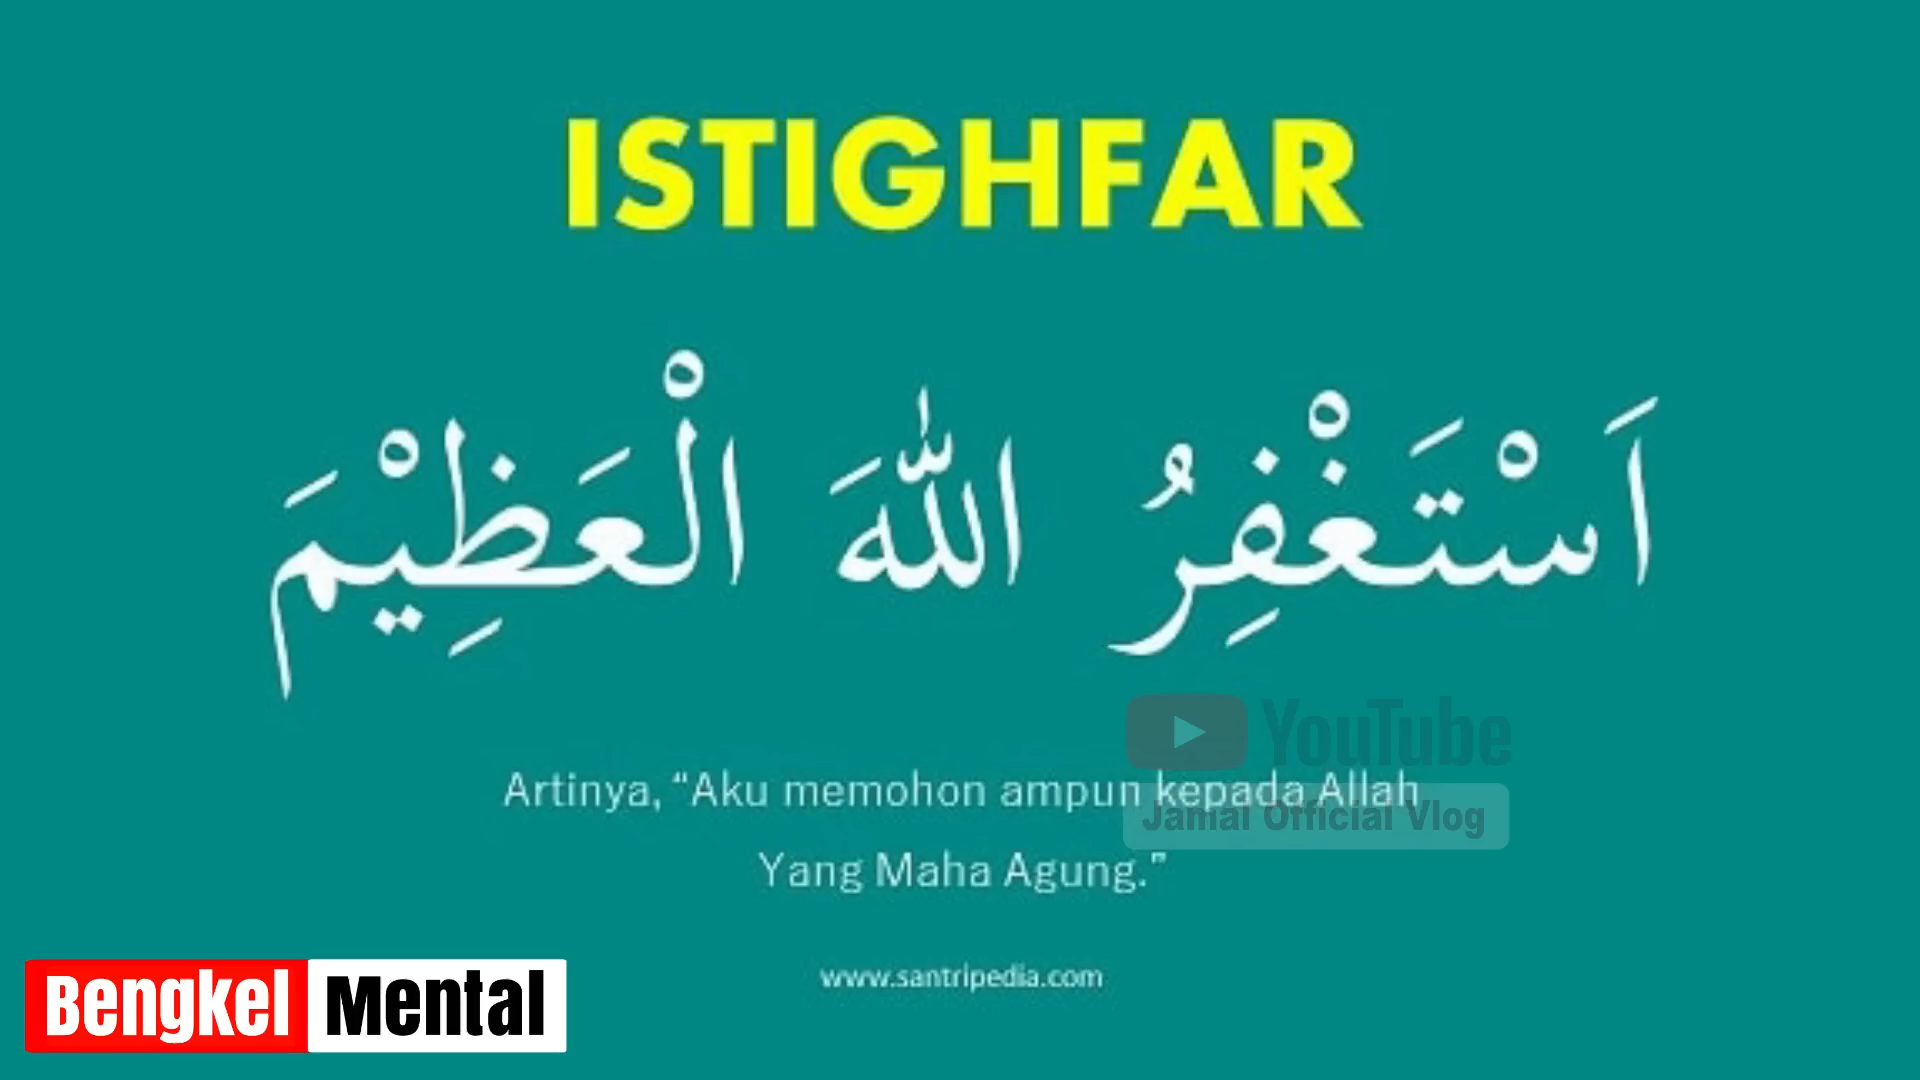 ISTIGHFAR
اَسْتَغْفِرُ اللّٰهَ الْعَظِيْمَ
YouTube
Artinya, “Aku memohon ampun kepada Allah
Jamal Official Vlog
Yang Maha Agung.”
www.santripedia.com
Bengkel Mental